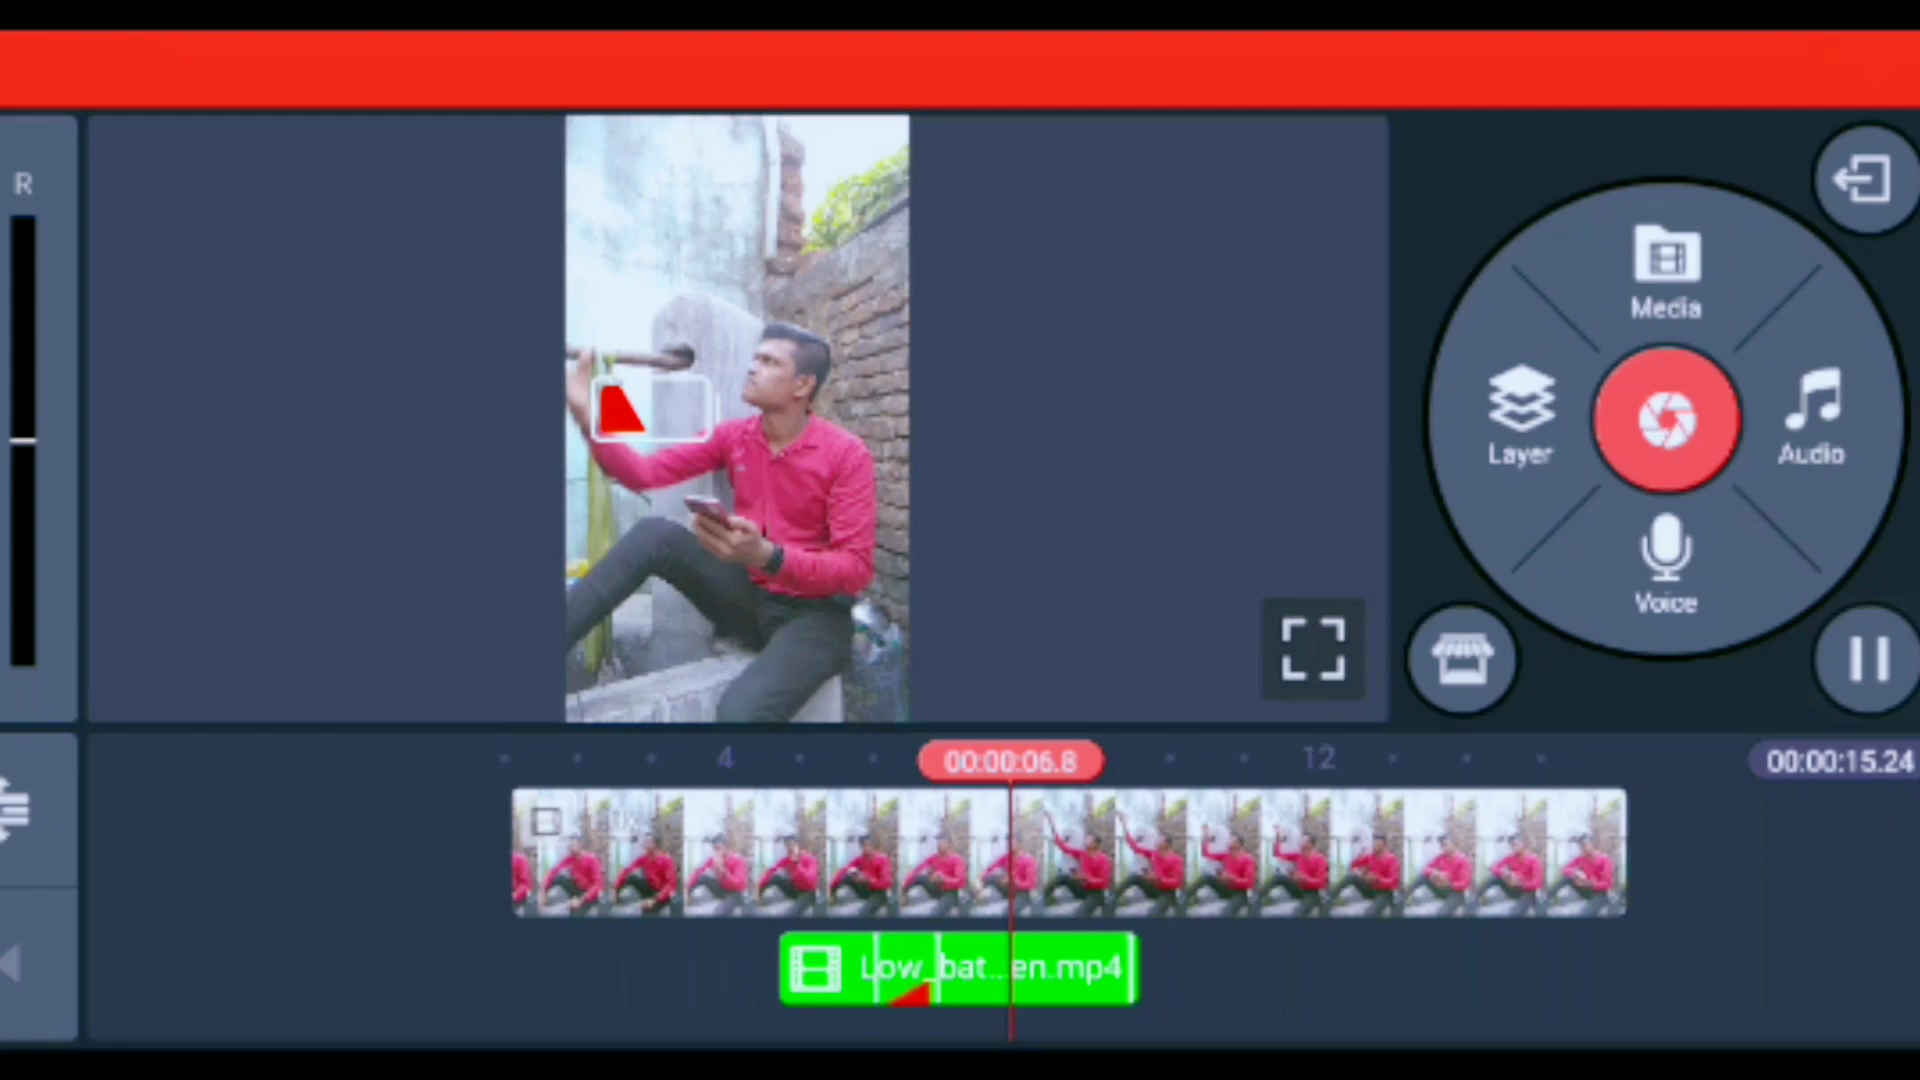 R
Media
Layer
Audio
Voice
4
00:00:06.8
12
00:00:15.24
Low_bat...en.mp4